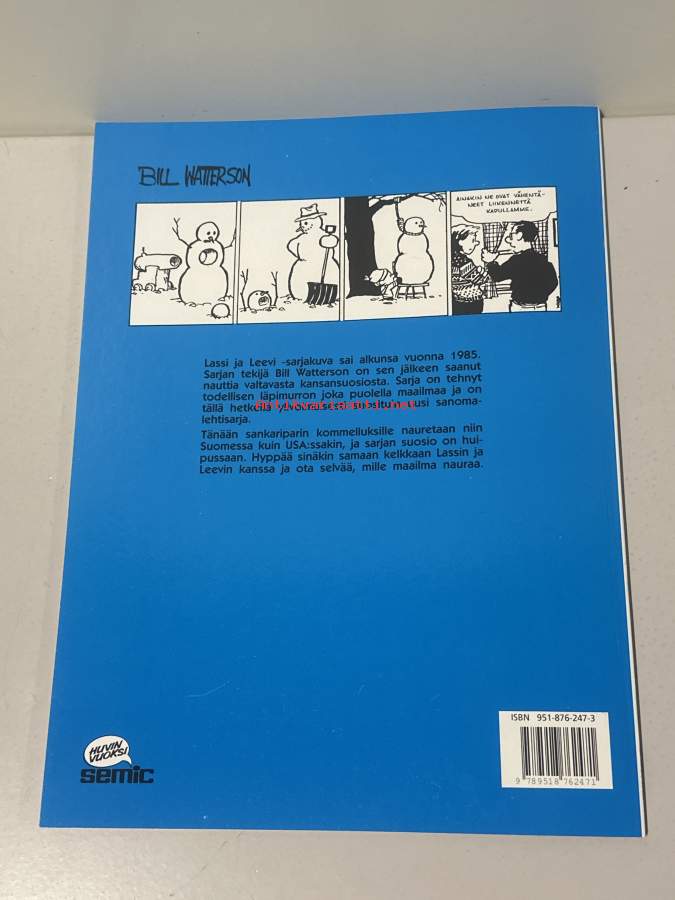 BILL WATTERSON
AINAKIN NE OVAT VÄHENTÄ-
NEET LIIKENNETTÄ
KADULLAMME.
Lassi ja Leevi -sarjakuva sai alkunsa vuonna 1985.
Sarjan tekijä Bill Watterson on sen jälkeen saanut
nauttia valtavasta kansansuosiosta. Sarja on tehnyt
todellisen läpimurron joka puolella maailmaa ja on
tällä hetkellä suosituin uusi sanoma-
lehtisarja.
Tänään sankariparin kommelluksille nauretaan niin
Suomessa kuin USA:ssakin, ja sarjan suosio on hui-
pussaan. Hyppää sinäkin samaan kelkkaan Lassin ja
Leevin kanssa ja ota selvää, mille maailma nauraa.
ISBN 951-876-247-3
9 789518 762471
HUVIN
VUOKSI
semic